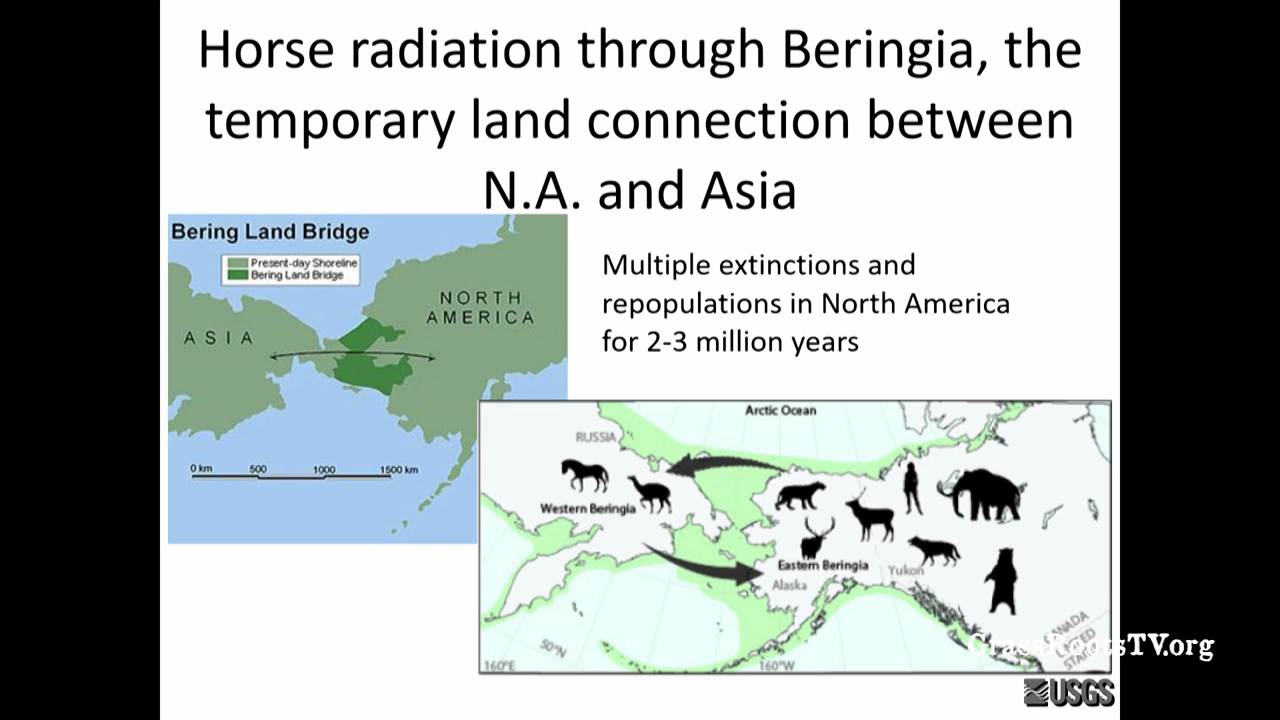 Horse radiation through Beringia, the
temporary land connection between
N.A. and Asia
Bering Land Bridge
Present-day Shoreline
Bering Land Bridge
NORTH
AMERICA
ASIA
0 km 500 1000 1500 km
Multiple extinctions and
repopulations in North America
for 2-3 million years
Arctic Ocean
RUSSIA
Western Beringia
Eastern Beringia
Alaska
Yukon
50°N
160°E
160°W
GrassRootsTV.org
USGS